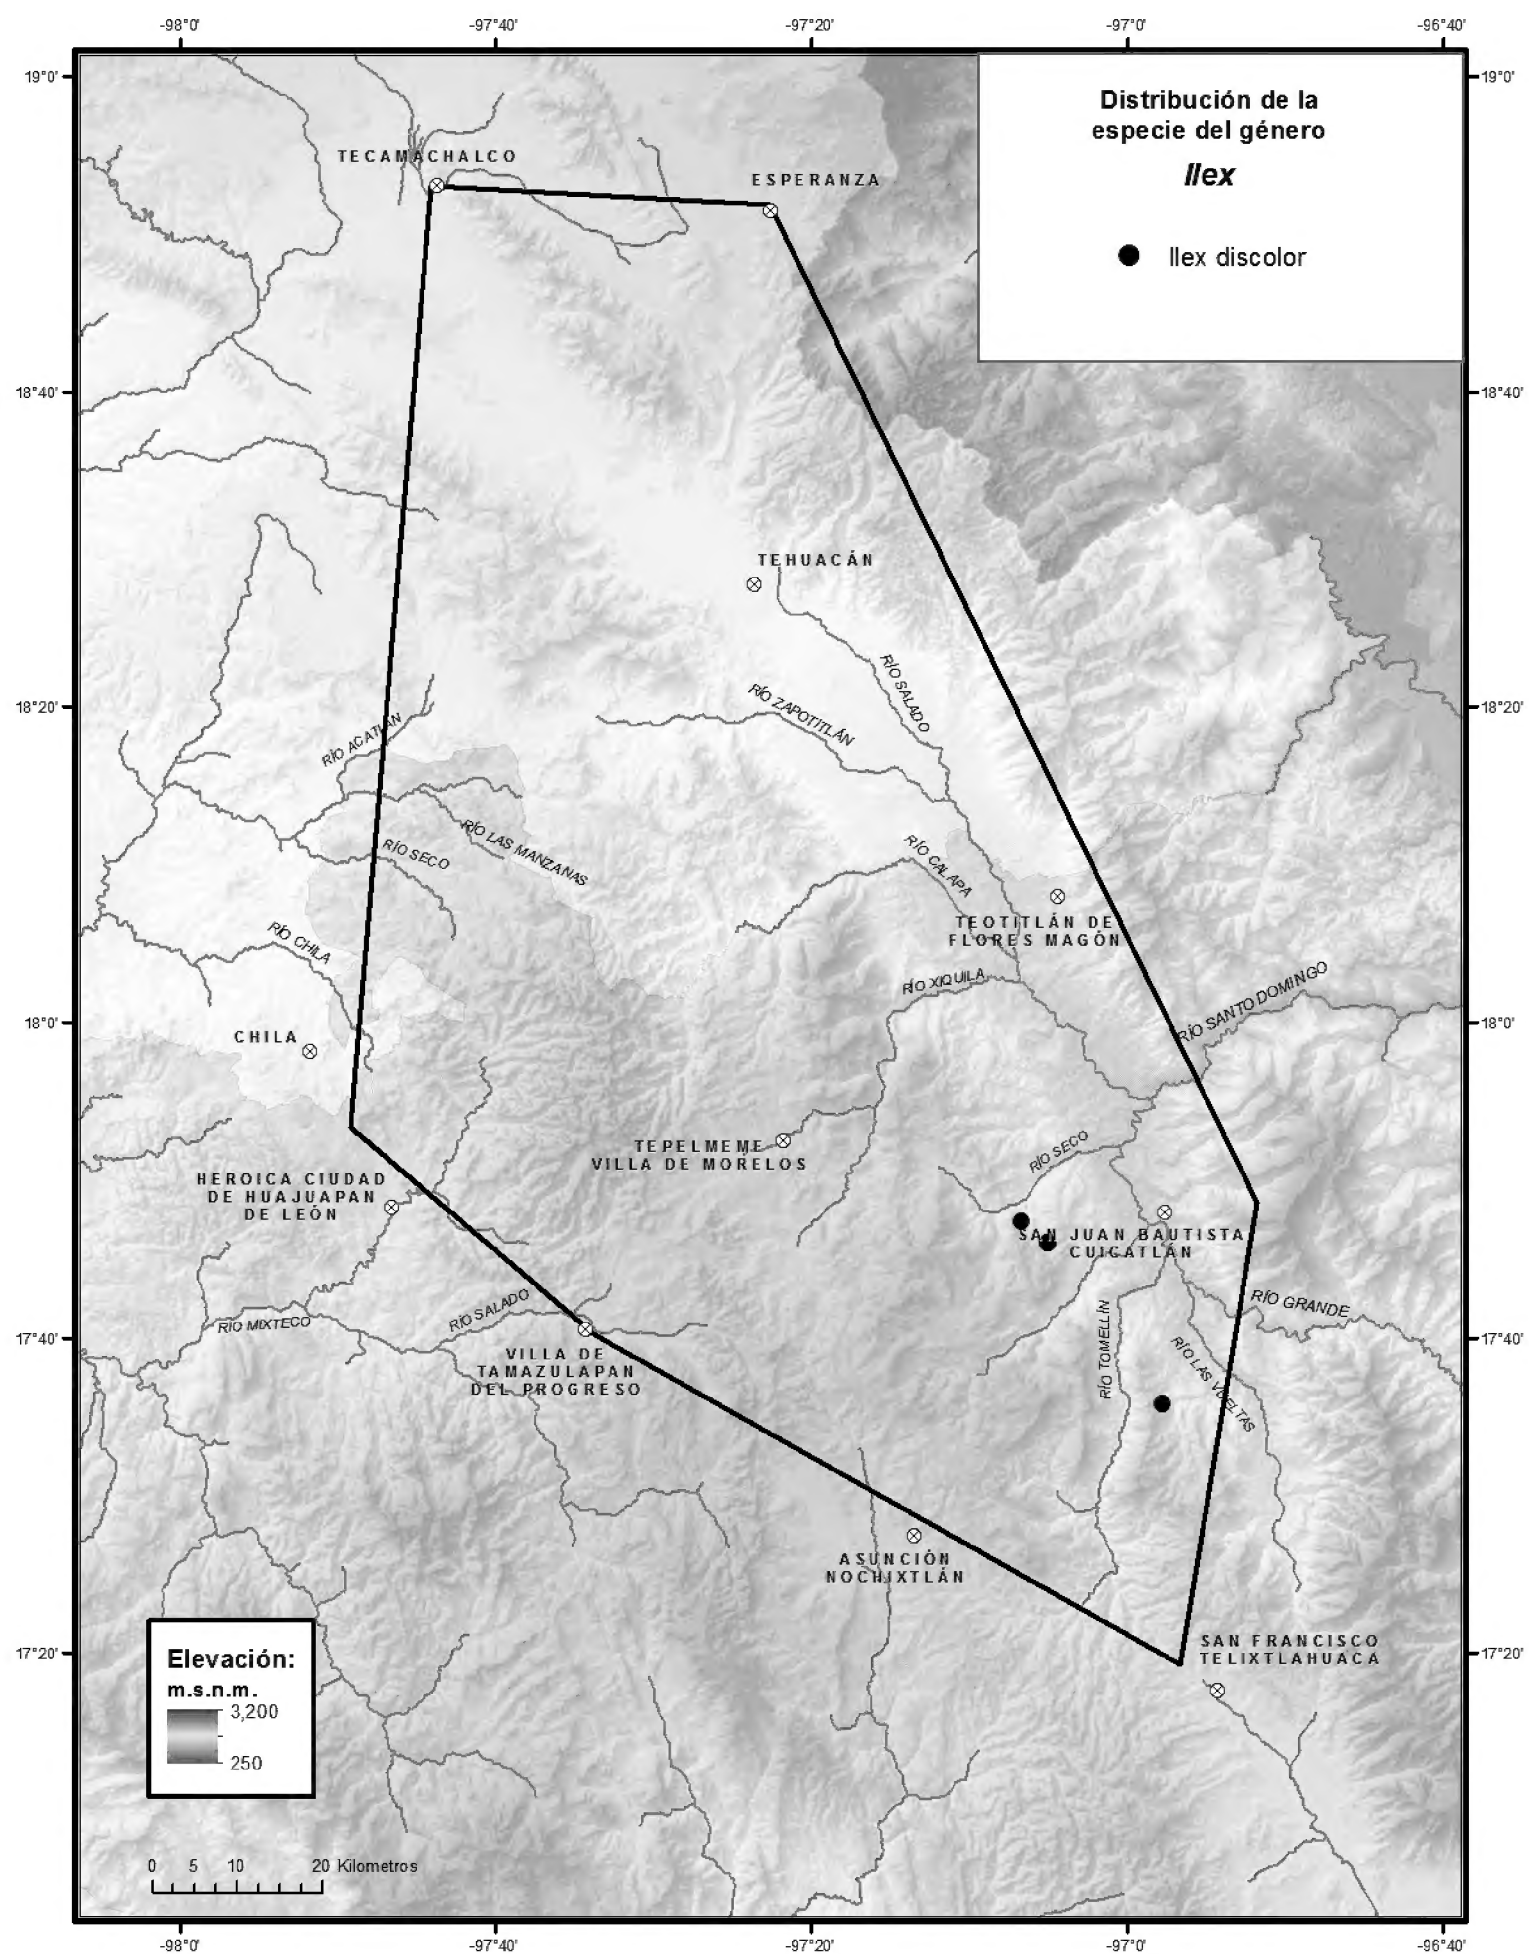 -98°0'
-97°40'
-97°20'
-97°0'
-96°40'
19°0'
19°0'
Distribución de la
especie del género
Ilex
Ilex discolor
TECAMACHALCO
ESPERANZA
18°40'
18°40'
TEHUACÁN
RÍO SALADO
RÍO ZAPOTITLÁN
18°20'
18°20'
RÍO ACATLÁN
RÍO LAS MANZANAS
RÍO SECO
RÍO CALAPA
TEOTITLÁN DE
FLORES MAGÓN
RÍO CHILA
RÍO XIQUILA
RÍO SANTO DOMINGO
18°0'
18°0'
CHILA
TEPELMEME
VILLA DE MORELOS
RÍO SECO
HEROICA CIUDAD
DE HUAJUAPAN
DE LEÓN
SAN JUAN BAUTISTA
CUICATLÁN
RÍO GRANDE
RÍO SALADO
RÍO MIXTECO
17°40'
17°40'
VILLA DE
TAMAZULAPAN
DEL PROGRESO
RÍO TOMELLÍN
RÍO LAS VUELTAS
ASUNCIÓN
NOCHIXTLÁN
SAN FRANCISCO
TELIXTLAHUACA
17°20'
17°20'
Elevación:
m.s.n.m.
3,200
250
0 5 10 20 Kilometros
-98°0'
-97°40'
-97°20'
-97°0'
-96°40'